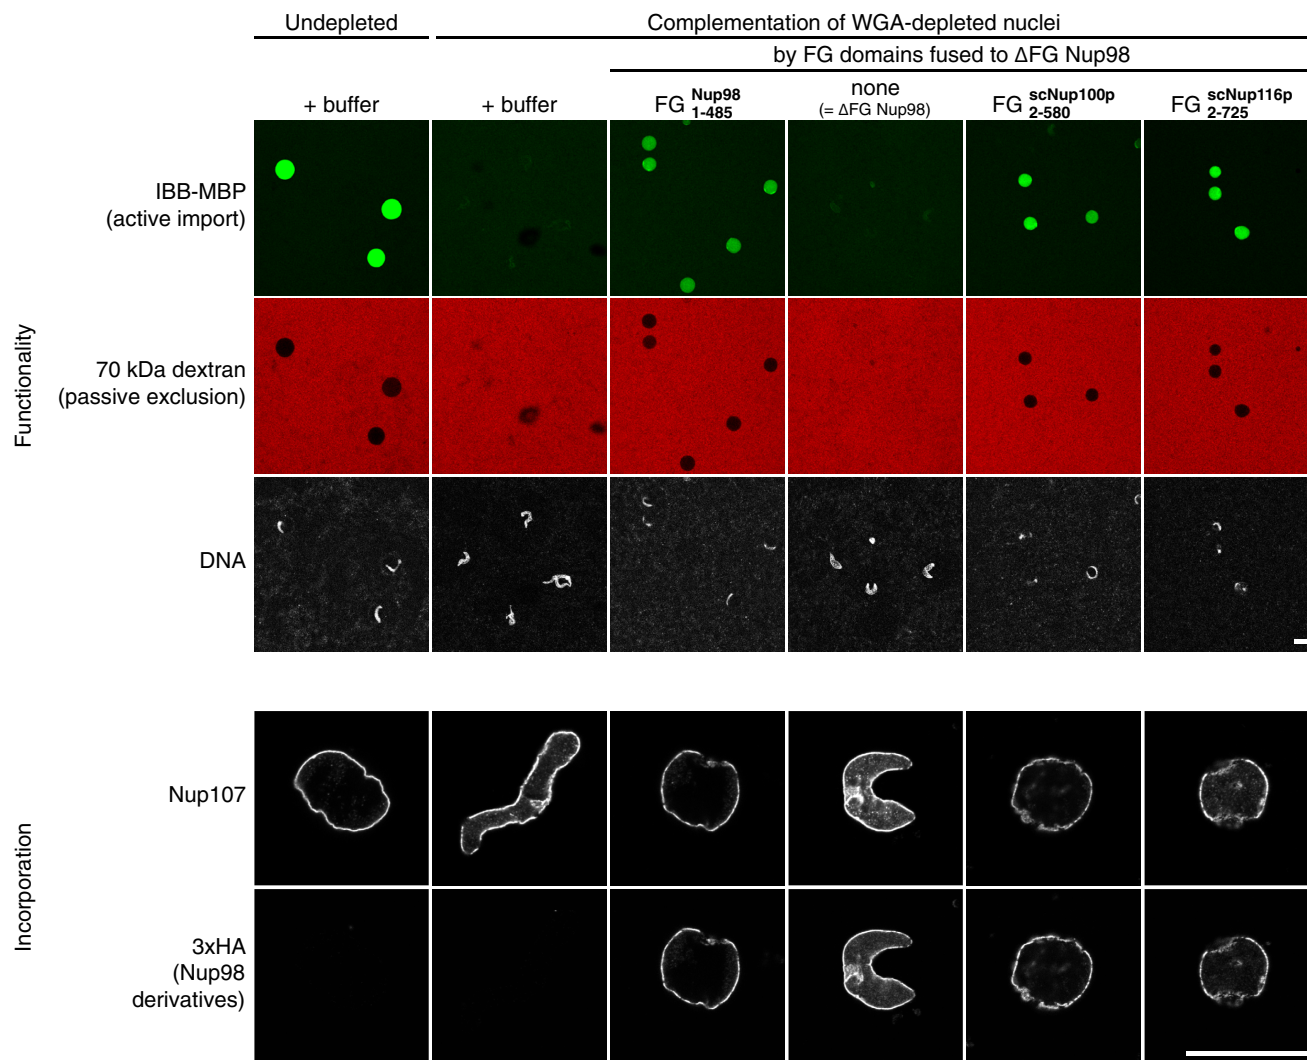 Undepleted
Complementation of WGA-depleted nuclei
by FG domains fused to ΔFG Nup98
+ buffer
+ buffer
FG Nup98 1-485
none
(= ΔFG Nup98)
FG scNup100p 2-580
FG scNup116p 2-725
Functionality
IBB-MBP
(active import)
70 kDa dextran
(passive exclusion)
DNA
Incorporation
Nup107
3xHA
(Nup98
derivatives)